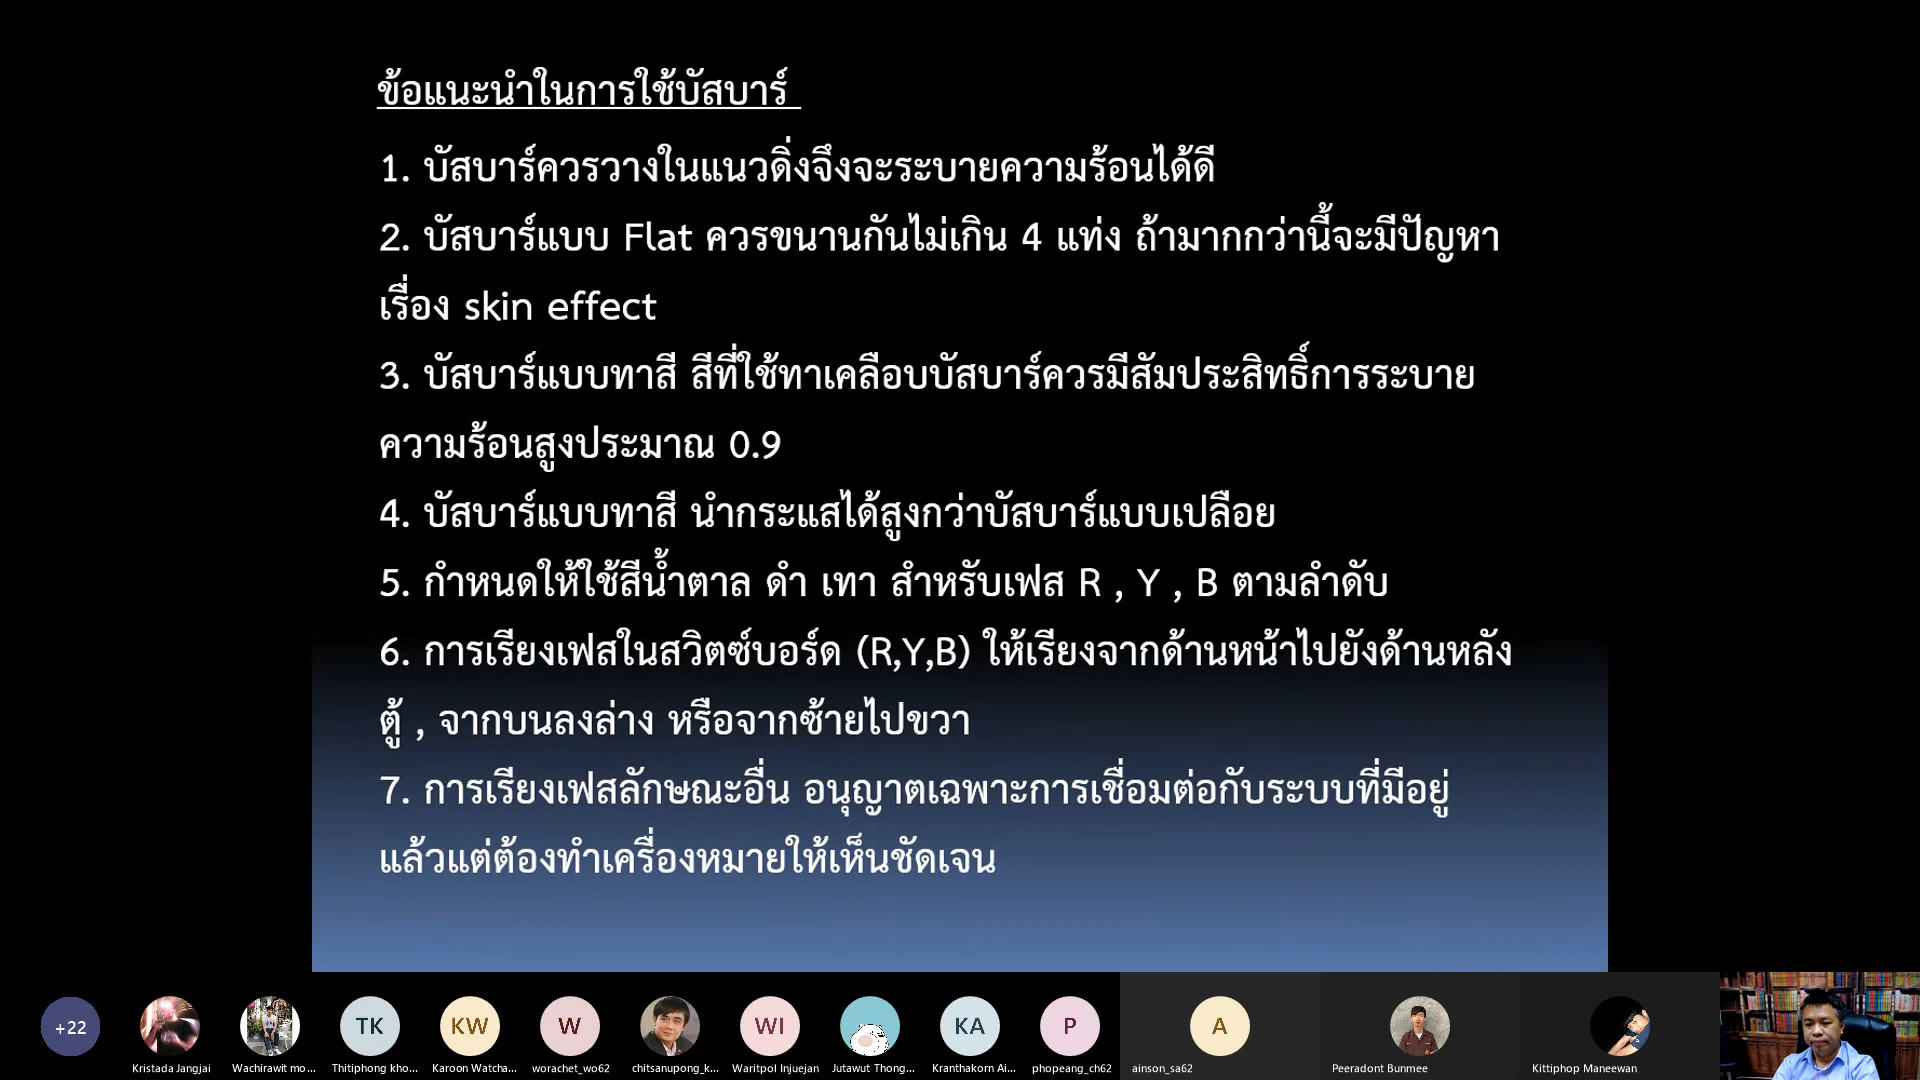 ข้อแนะนำในการใช้บัสบาร์
1. บัสบาร์ควรวางในแนวดิ่งจึงจะระบายความร้อนได้ดี
2. บัสบาร์แบบ Flat ควรขนานกันไม่เกิน 4 แท่ง ถ้ามากกว่านี้จะมีปัญหา
เรื่อง skin effect
3. บัสบาร์แบบทาสี สีที่ใช้ทาเคลือบบัสบาร์ควรมีสัมประสิทธิ์การระบาย
ความร้อนสูงประมาณ 0.9
4. บัสบาร์แบบทาสี นำกระแสได้สูงกว่าบัสบาร์แบบเปลือย
5. กำหนดให้ใช้สีน้ำตาล ดำ เทา สำหรับเฟส R , Y , B ตามลำดับ
6. การเรียงเฟสในสวิตซ์บอร์ด (R,Y,B) ให้เรียงจากด้านหน้าไปยังด้านหลัง
ตู้ , จากบนลงล่าง หรือจากซ้ายไปขวา
7. การเรียงเฟสลักษณะอื่น อนุญาตเฉพาะการเชื่อมต่อกับระบบที่มีอยู่
แล้วแต่ต้องทำเครื่องหมายให้เห็นชัดเจน
+22 TK KW W WI KA P A
Kristada Jangjai Wachirawit mo... Thitiphong kho... Karoon Watcha... worachet_wo62 chitsanupong_k... Waritpol Injuejan Jutawut Thong... Kranthakorn Ai... phopeang_ch62 ainson_sa62 Peeradont Bunmee Kittiphop Maneewan